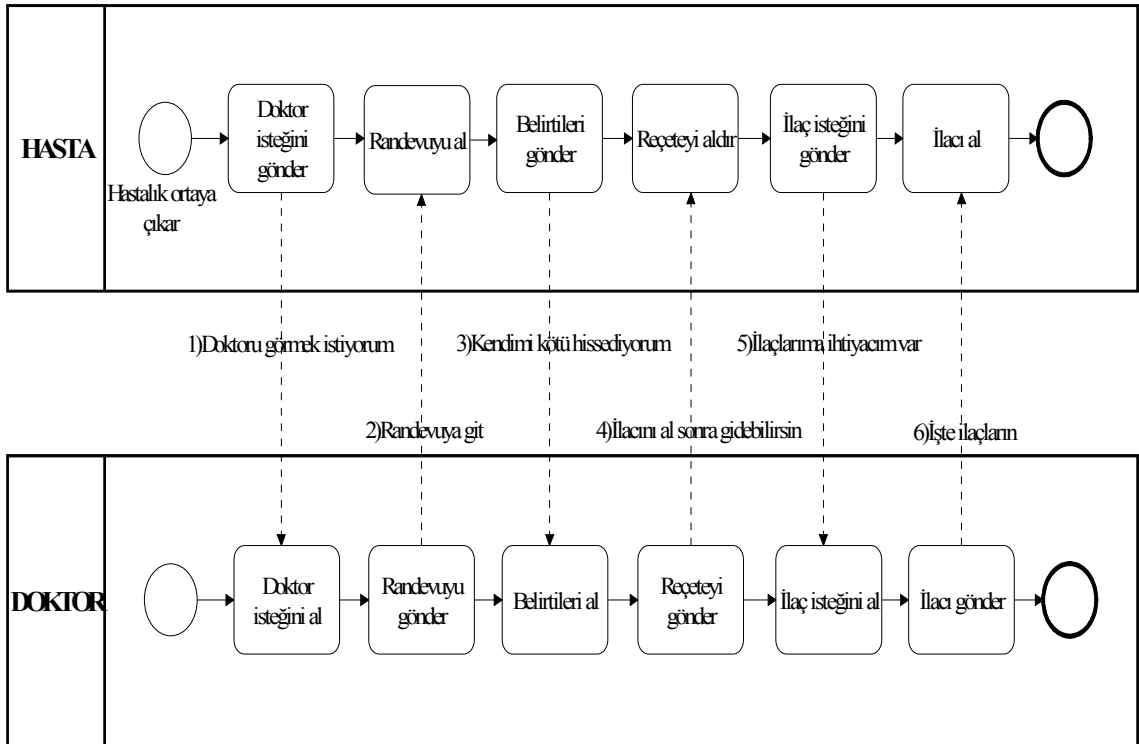 HASTA
Hastalık ortaya
çıkar
Doktor
isteğini
gönder
Randevuyu al
Belirtileri
gönder
Reçeteyi aldır
İlaç isteğini
gönder
İlacı al
1)Doktoru görmek istiyorum
3)Kendimi kötü hissediyorum
5)İlaçlarıma ihtiyacım var
2)Randevuya git
4)İlacını al sonra gidebilirsin
6)İşte ilaçların
DOKTOR
Doktor
isteğini al
Randevuyu
gönder
Belirtileri al
Reçeteyi
gönder
İlaç isteğini al
İlacı gönder